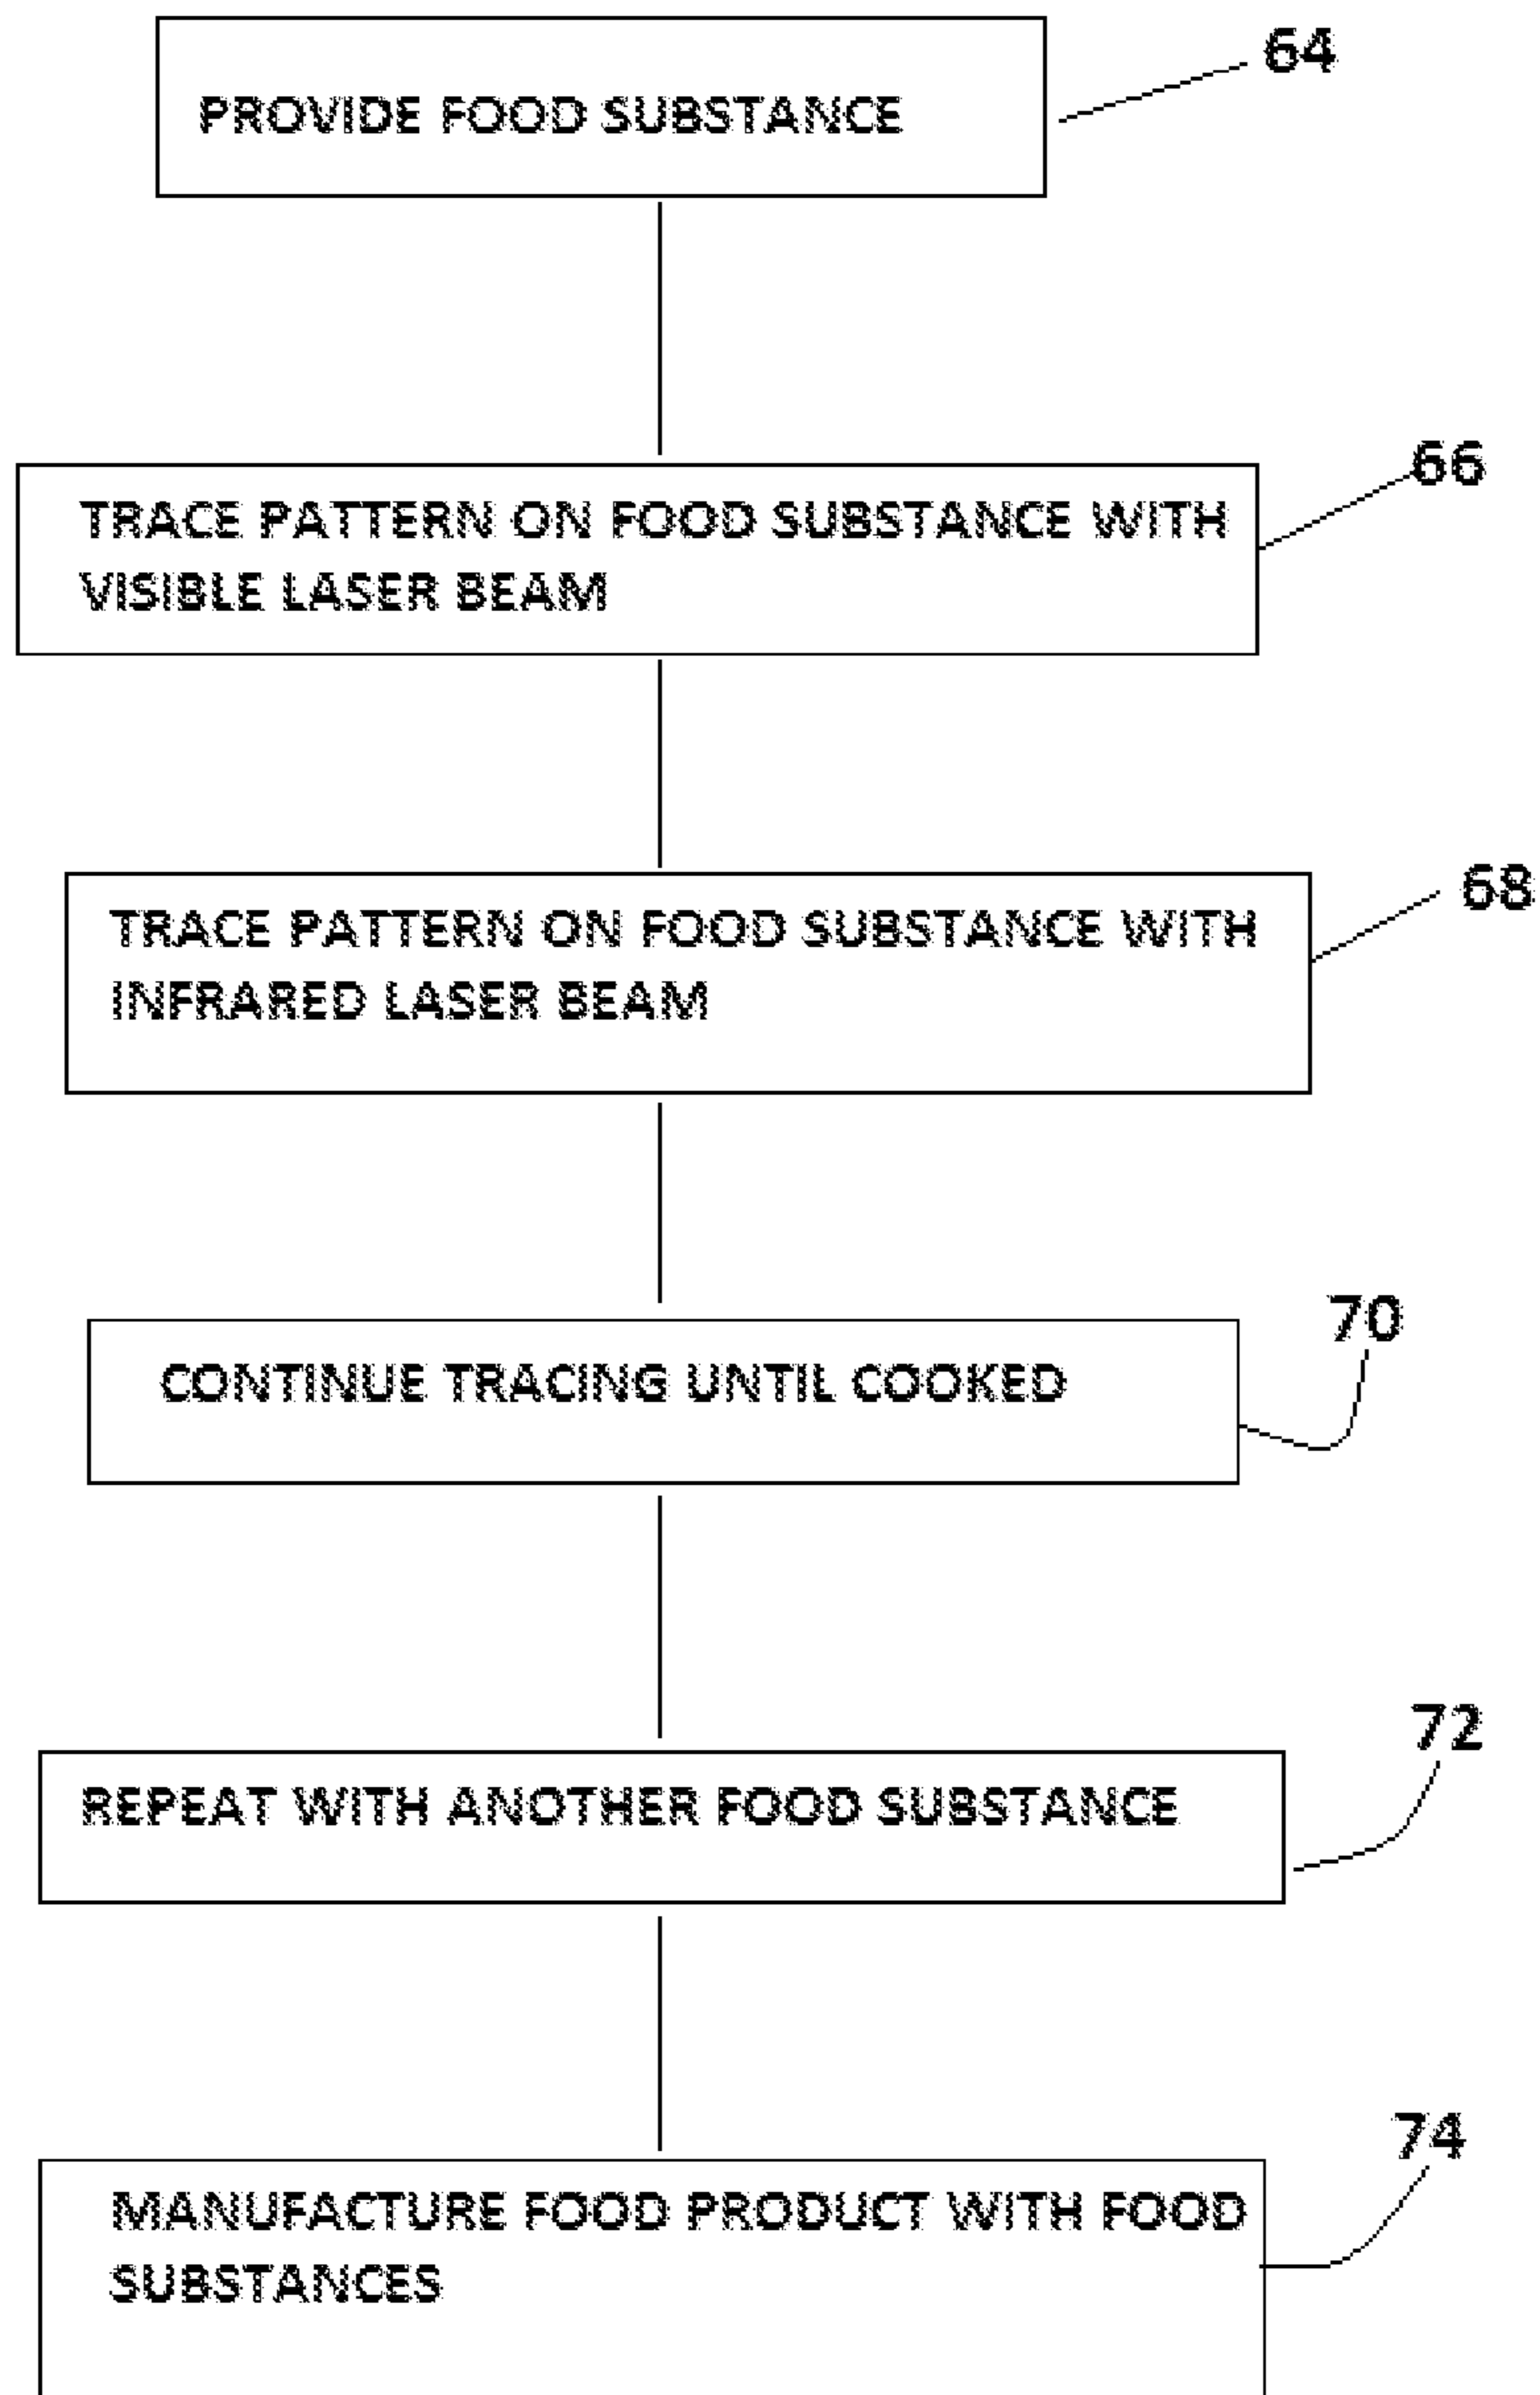 64
PROVIDE FOOD SUBSTANCE
66
TRACE PATTERN ON FOOD SUBSTANCE WITH
VISIBLE LASER BEAM
68
TRACE PATTERN ON FOOD SUBSTANCE WITH
INFRARED LASER BEAM
70
CONTINUE TRACING UNTIL COOKED
72
REPEAT WITH ANOTHER FOOD SUBSTANCE
74
MANUFACTURE FOOD PRODUCT WITH FOOD
SUBSTANCES